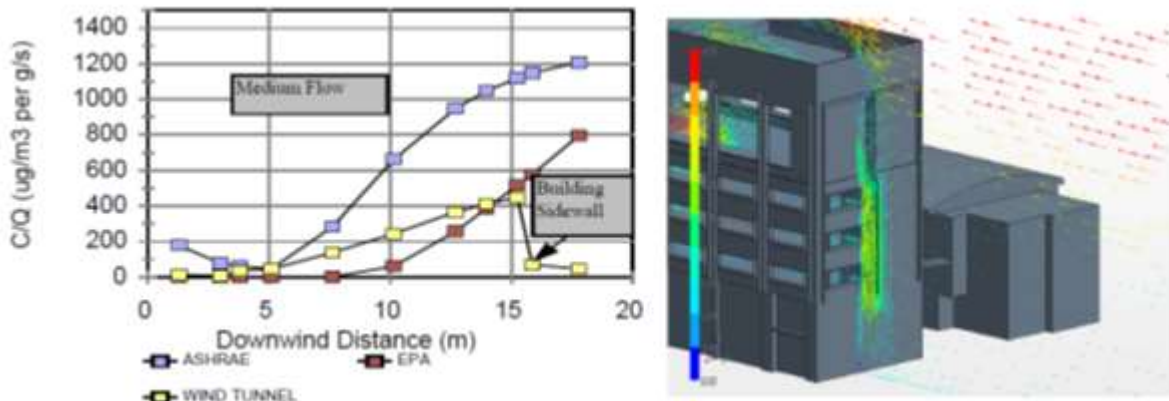 C/Q (ug/m3 per g/s)
1400
1200
1000
800
600
400
200
0
Medium Flow
Building
Sidewall
0 5 10 15 20
Downwind Distance (m)
ASHRAE EPA
WIND TUNNEL